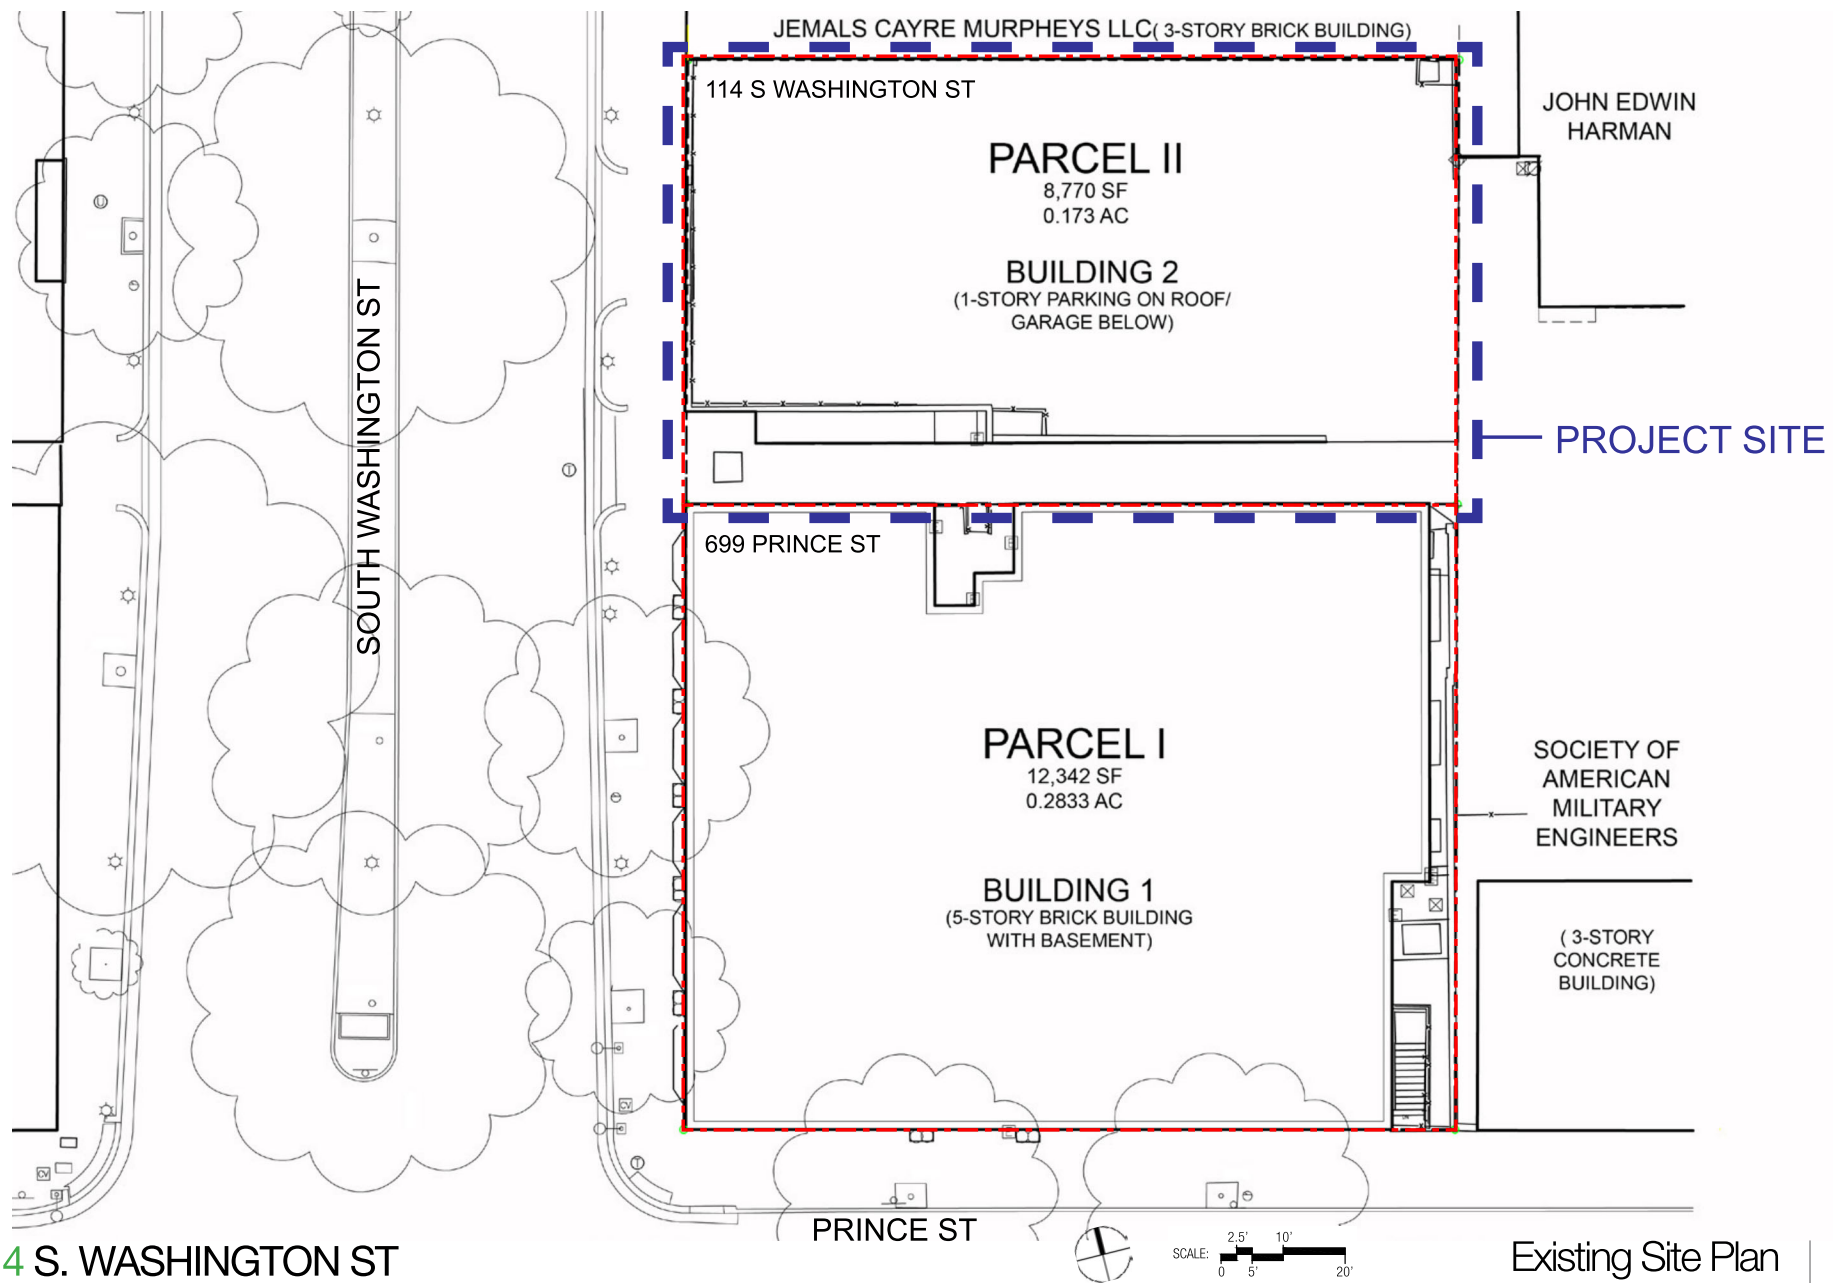 JEMALS CAYRE MURPHEYS LLC( 3-STORY BRICK BUILDING)
114 S WASHINGTON ST
JOHN EDWIN
HARMAN
PARCEL II
8,770 SF
0.173 AC
BUILDING 2
(1-STORY PARKING ON ROOF/
GARAGE BELOW)
SOUTH WASHINGTON ST
PROJECT SITE
699 PRINCE ST
PARCEL I
12,342 SF
0.2833 AC
SOCIETY OF
AMERICAN
MILITARY
ENGINEERS
BUILDING 1
(5-STORY BRICK BUILDING
WITH BASEMENT)
( 3-STORY
CONCRETE
BUILDING)
U
T
CV
T
CV
PRINCE ST
SCALE:
2.5' 10'
0 5' 20'
4 S. WASHINGTON ST
Existing Site Plan